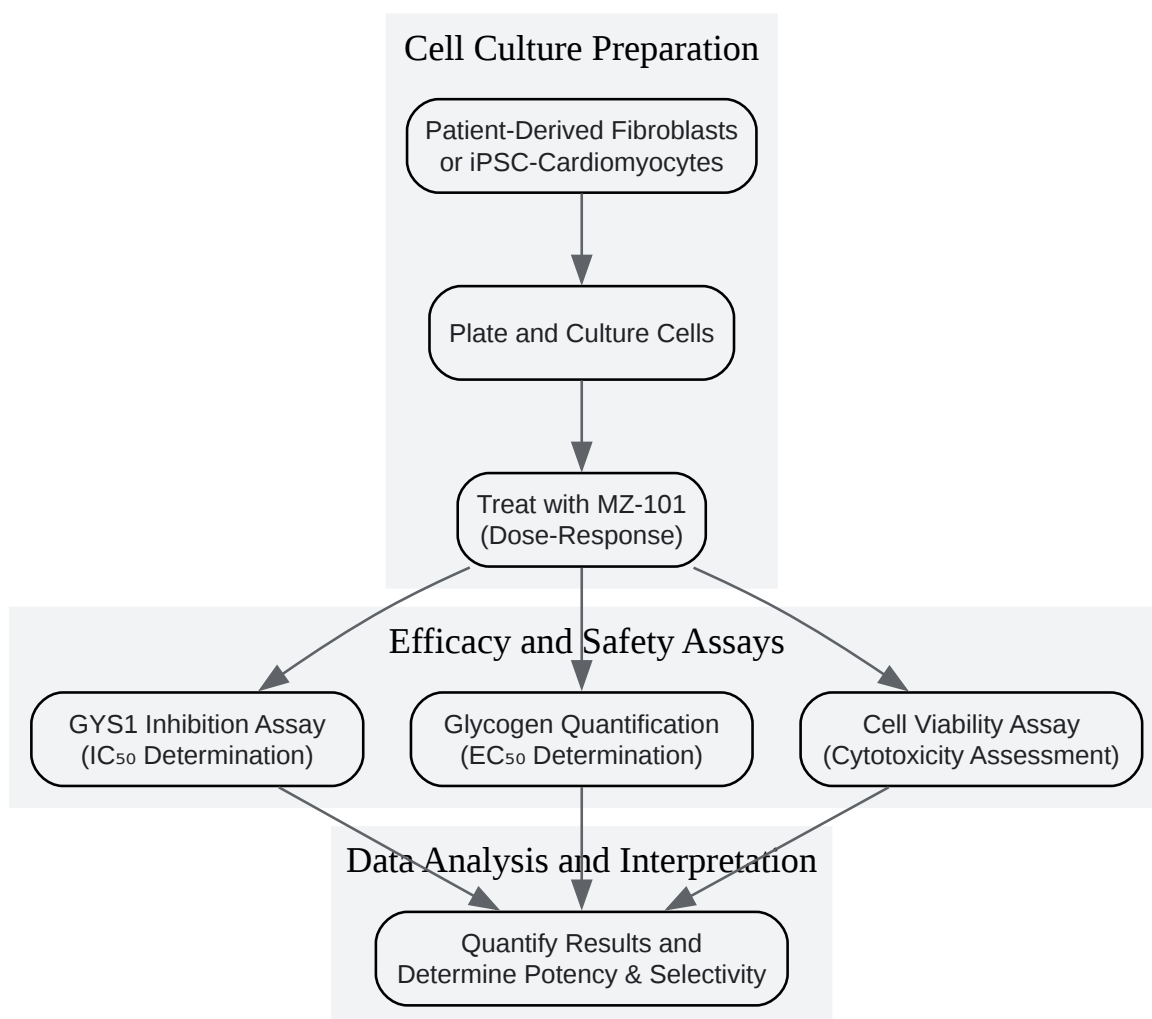 Cell Culture Preparation
Patient-Derived Fibroblasts
or iPSC-Cardiomyocytes
Plate and Culture Cells
Treat with MZ-101
(Dose-Response)
Efficacy and Safety Assays
GYS1 Inhibition Assay
(IC₅₀ Determination)
Glycogen Quantification
(EC₅₀ Determination)
Cell Viability Assay
(Cytotoxicity Assessment)
Data Analysis and Interpretation
Quantify Results and
Determine Potency & Selectivity